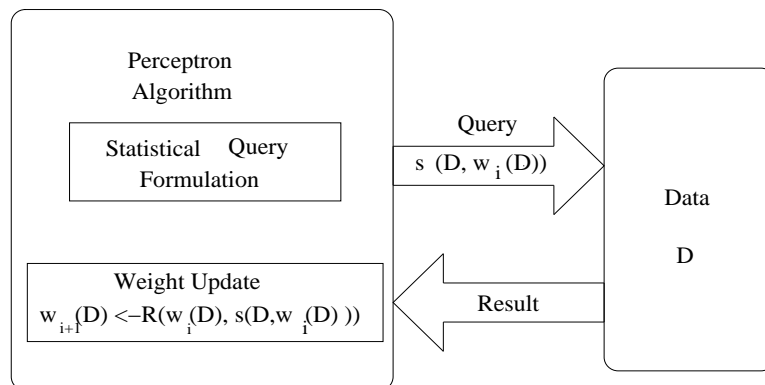 Perceptron
Algorithm
Statistical Query
Formulation
Weight Update
w i+1(D) <–R(w i(D), s(D,w i(D) ))
Query
s (D, w i (D))
Result
Data
D